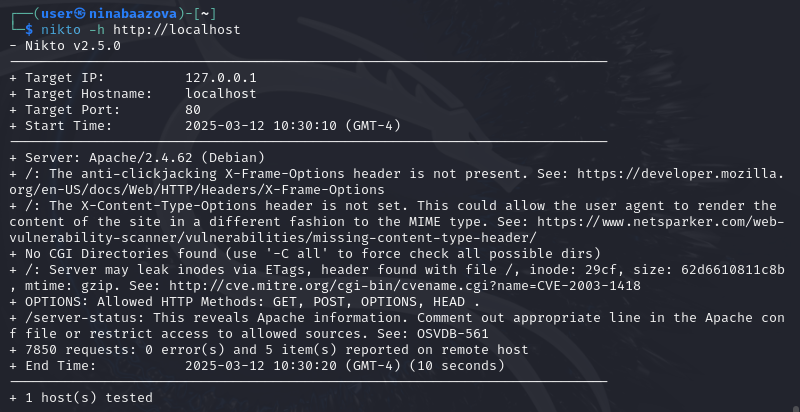 ┌──(user㉿ninabaazova)-[~]
└─$ nikto -h http://localhost
- Nikto v2.5.0
---------------------------------------------------------------------------
+ Target IP:          127.0.0.1
+ Target Hostname:    localhost
+ Target Port:        80
+ Start Time:         2025-03-12 10:30:10 (GMT-4)
---------------------------------------------------------------------------
+ Server: Apache/2.4.62 (Debian)
+ /: The anti-clickjacking X-Frame-Options header is not present. See: https://developer.mozilla.
org/en-US/docs/Web/HTTP/Headers/X-Frame-Options
+ /: The X-Content-Type-Options header is not set. This could allow the user agent to render the
content of the site in a different fashion to the MIME type. See: https://www.netsparker.com/web-
vulnerability-scanner/vulnerabilities/missing-content-type-header/
+ No CGI Directories found (use '-C all' to force check all possible dirs)
+ /: Server may leak inodes via ETags, header found with file /, inode: 29cf, size: 62d6610811c8b
, mtime: gzip. See: http://cve.mitre.org/cgi-bin/cvename.cgi?name=CVE-2003-1418
+ OPTIONS: Allowed HTTP Methods: GET, POST, OPTIONS, HEAD .
+ /server-status: This reveals Apache information. Comment out appropriate line in the Apache con
f file or restrict access to allowed sources. See: OSVDB-561
+ 7850 requests: 0 error(s) and 5 item(s) reported on remote host
+ End Time:           2025-03-12 10:30:20 (GMT-4) (10 seconds)
---------------------------------------------------------------------------
+ 1 host(s) tested